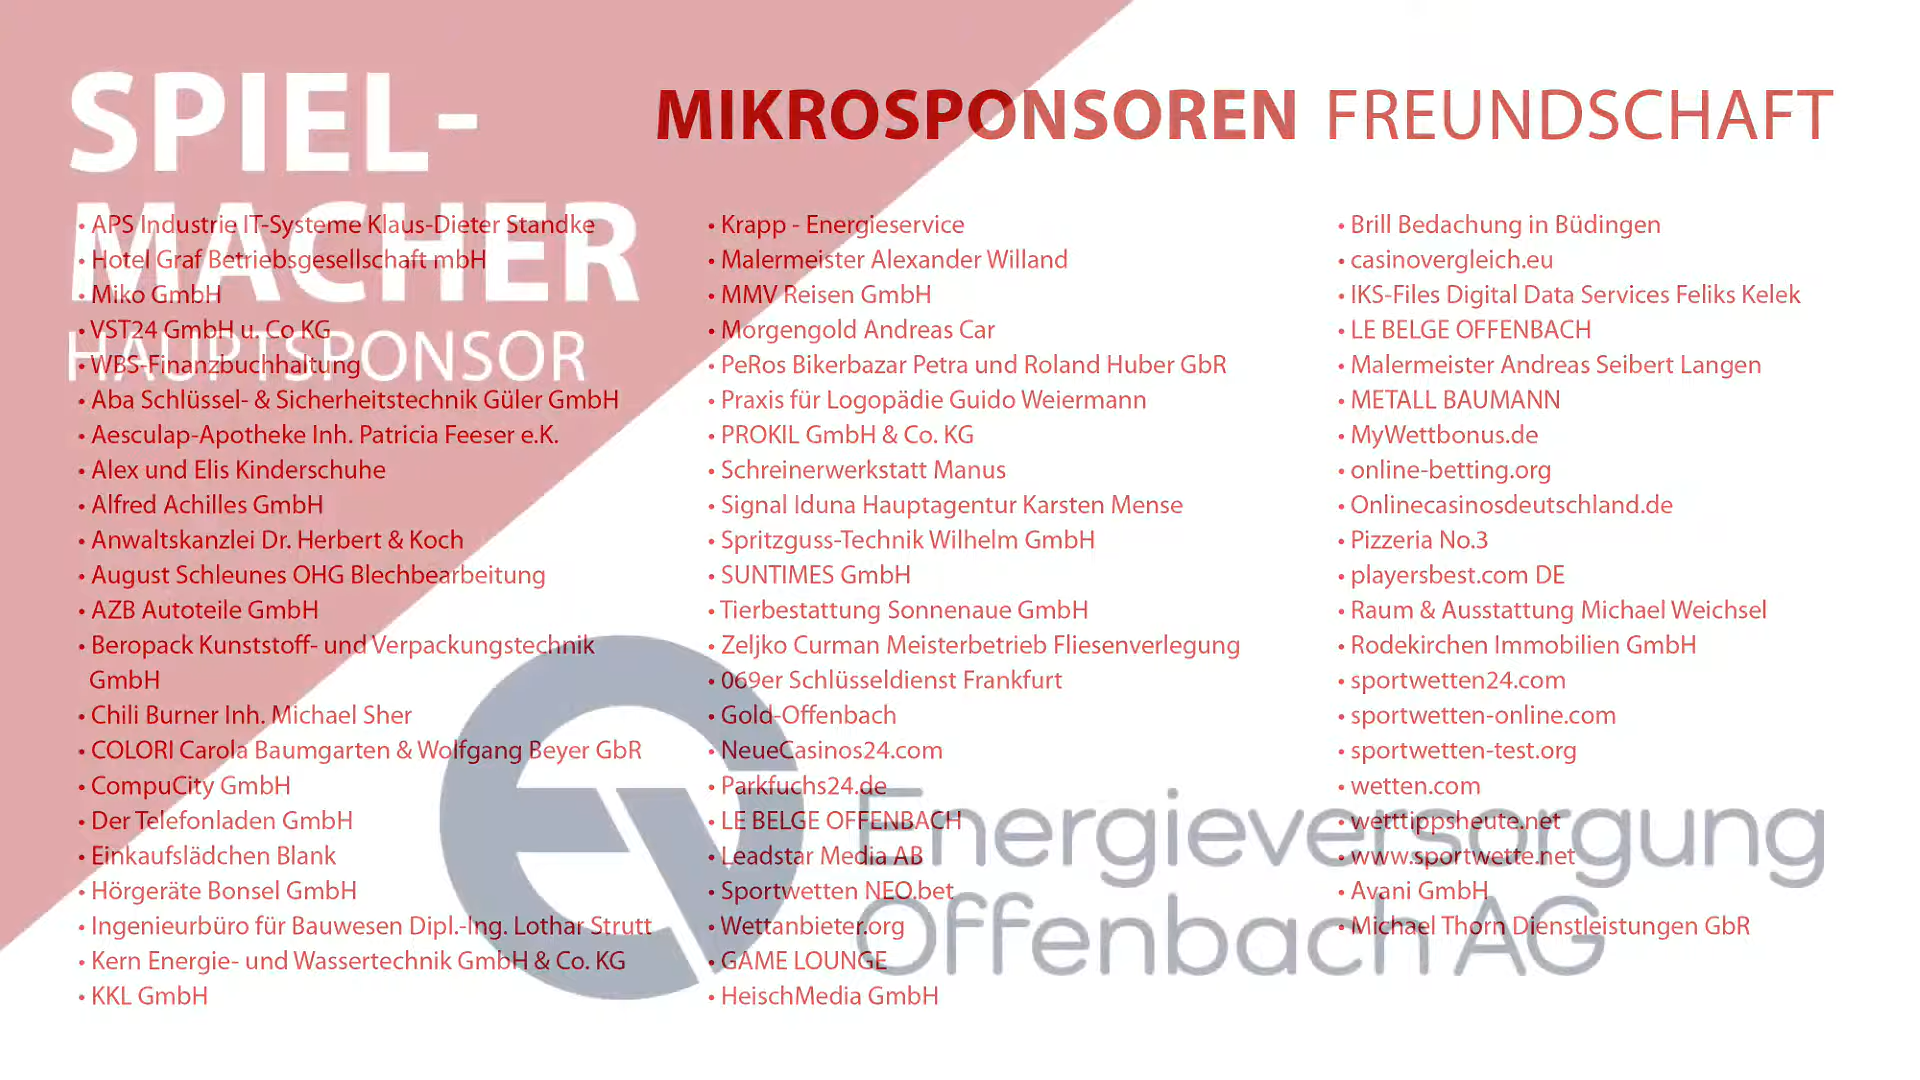 SPIEL-
MACHER
HAUPTSPONSOR
MIKROSPONSOREN FREUNDSCHAFT
• APS Industrie IT-Systeme Klaus-Dieter Standke
• Hotel Graf Betriebsgesellschaft mbH
• Miko GmbH
• VST24 GmbH u. Co KG
• WBS-Finanzbuchhaltung
• Aba Schlüssel- & Sicherheitstechnik Güler GmbH
• Aesculap-Apotheke Inh. Patricia Feeser e.K.
• Alex und Elis Kinderschuhe
• Alfred Achilles GmbH
• Anwaltskanzlei Dr. Herbert & Koch
• August Schleunes OHG Blechbearbeitung
• AZB Autoteile GmbH
• Beropack Kunststoff- und Verpackungstechnik
GmbH
• Chili Burner Inh. Michael Sher
• COLORI Carola Baumgarten & Wolfgang Beyer GbR
• CompuCity GmbH
• Der Telefonladen GmbH
• Einkaufslädchen Blank
• Hörgeräte Bonsel GmbH
• Ingenieurbüro für Bauwesen Dipl.-Ing. Lothar Strutt
• Kern Energie- und Wassertechnik GmbH & Co. KG
• KKL GmbH
• Krapp - Energieservice
• Malermeister Alexander Willand
• MMV Reisen GmbH
• Morgengold Andreas Car
• PeRos Bikerbazar Petra und Roland Huber GbR
• Praxis für Logopädie Guido Weiermann
• PROKIL GmbH & Co. KG
• Schreinerwerkstatt Manus
• Signal Iduna Hauptagentur Karsten Mense
• Spritzguss-Technik Wilhelm GmbH
• SUNTIMES GmbH
• Tierbestattung Sonnenaue GmbH
• Zeljko Curman Meisterbetrieb Fliesenverlegung
• 069er Schlüsseldienst Frankfurt
• Gold-Offenbach
• NeueCasinos24.com
• Parkfuchs24.de
• LE BELGE OFFENBACH
• Leadstar Media AB
• Sportwetten NEO.bet
• Wettanbieter.org
• GAME LOUNGE
• HeischMedia GmbH
• Brill Bedachung in Büdingen
• casinovergleich.eu
• IKS-Files Digital Data Services Feliks Kelek
• LE BELGE OFFENBACH
• Malermeister Andreas Seibert Langen
• METALL BAUMANN
• MyWettbonus.de
• online-betting.org
• Onlinecasinosdeutschland.de
• Pizzeria No.3
• playersbest.com DE
• Raum & Ausstattung Michael Weichsel
• Rodekirchen Immobilien GmbH
• sportwetten24.com
• sportwetten-online.com
• sportwetten-test.org
• wetten.com
• wetttippsheute.net
• www.sportwette.net
• Avani GmbH
• Michael Thorn Dienstleistungen GbR
Energieversorgung
Offenbach AG